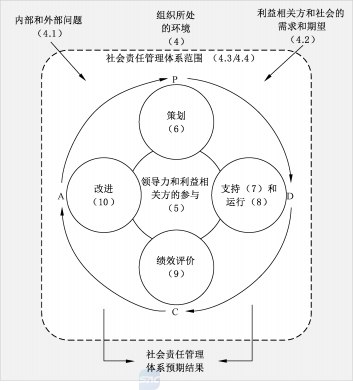 组织所处
的环境
(4)
内部和外部问题
(4.1)
利益相关方和社会的
需求和期望
(4.2)
社会责任管理体系范围 (4.3/4.4)
P
策划
(6)
A
改进
(10)
领导力和利益相
关方的参与
(5)
支持(7)和
运行(8)
D
绩效评价
(9)
C
社会责任管理
体系预期结果